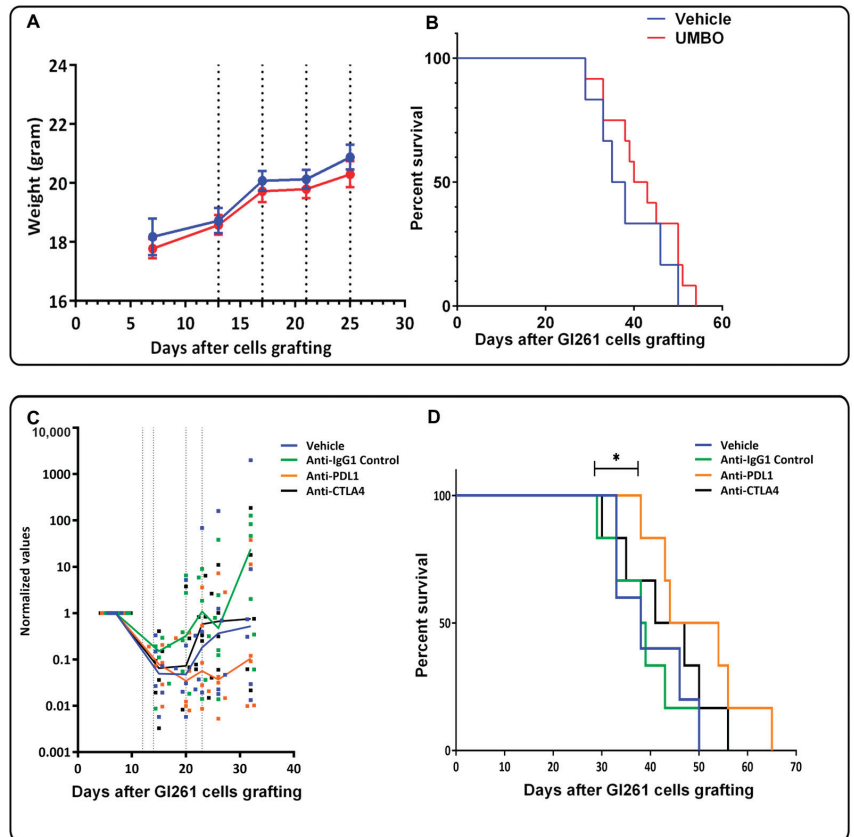 A
Weight (gram)
24
22
20
18
16
0 5 10 15 20 25 30
Days after cells grafting
B
Vehicle
UMBO
Percent survival
100
50
0
0 20 40 60
Days after GI261 cells grafting
C
Vehicle
Anti-IgG1 Control
Anti-PDL1
Anti-CTLA4
Normalized values
10,000
1000
100
10
1
0.1
0.01
0.001
0 10 20 30 40
Days after GI261 cells grafting
D
Vehicle
Anti-IgG1 Control
Anti-PDL1
Anti-CTLA4
*
Percent survival
100
50
0
0 10 20 30 40 50 60 70
Days after GI261 cells grafting